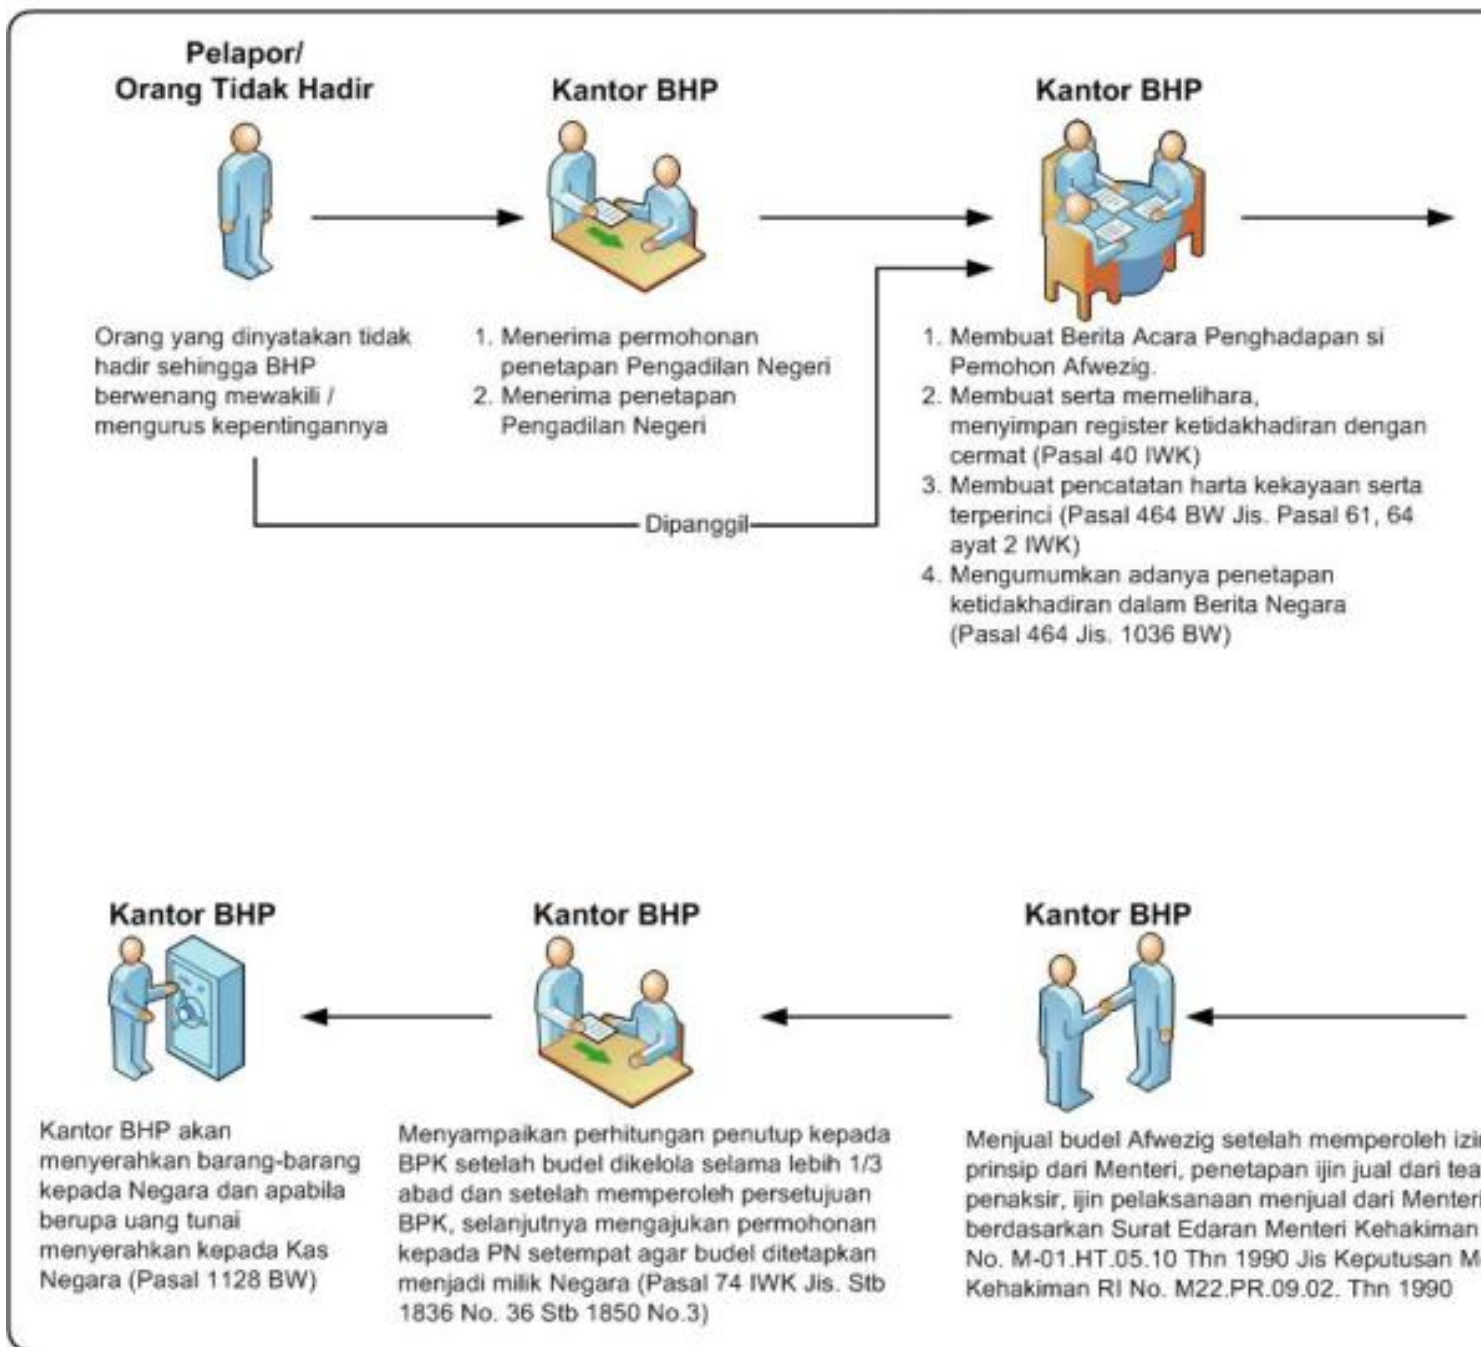 Pelapor/
Orang Tidak Hadir
Kantor BHP
Kantor BHP
Orang yang dinyatakan tidak
hadir sehingga BHP
berwenang mewakili /
mengurus kepentingannya
1. Menerima permohonan
penetapan Pengadilan Negeri
2. Menerima penetapan
Pengadilan Negeri
1. Membuat Berita Acara Penghadapan si
Pemohon Afwezig.
2. Membuat serta memelihara,
menyimpan register ketidakhadiran dengan
cermat (Pasal 40 IWK)
3. Membuat pencatatan harta kekayaan serta
terperinci (Pasal 464 BW Jis. Pasal 61, 64
ayat 2 IWK)
4. Mengumumkan adanya penetapan
ketidakhadiran dalam Berita Negara
(Pasal 464 Jis. 1036 BW)
Dipanggil
Kantor BHP
Kantor BHP
Kantor BHP
Kantor BHP akan
menyerahkan barang-barang
kepada Negara dan apabila
berupa uang tunai
menyerahkan kepada Kas
Negara (Pasal 1128 BW)
Menyampaikan perhitungan penutup kepada
BPK setelah budel dikelola selama lebih 1/3
abad dan setelah memperoleh persetujuan
BPK, selanjutnya mengajukan permohonan
kepada PN setempat agar budel ditetapkan
menjadi milik Negara (Pasal 74 IWK Jis. Stb
1836 No. 36 Stb 1850 No.3)
Menjual budel Afwezig setelah memperoleh
prinsip dari Menteri, penetapan ijin jual dari
penaksir, ijin pelaksanaan menjual dari Menteri
berdasarkan Surat Edaran Menteri Kehakiman
No. M-01.HT.05.10 Thn 1990 Jis Keputusan
Kehakiman RI No. M22.PR.09.02. Thn 1990